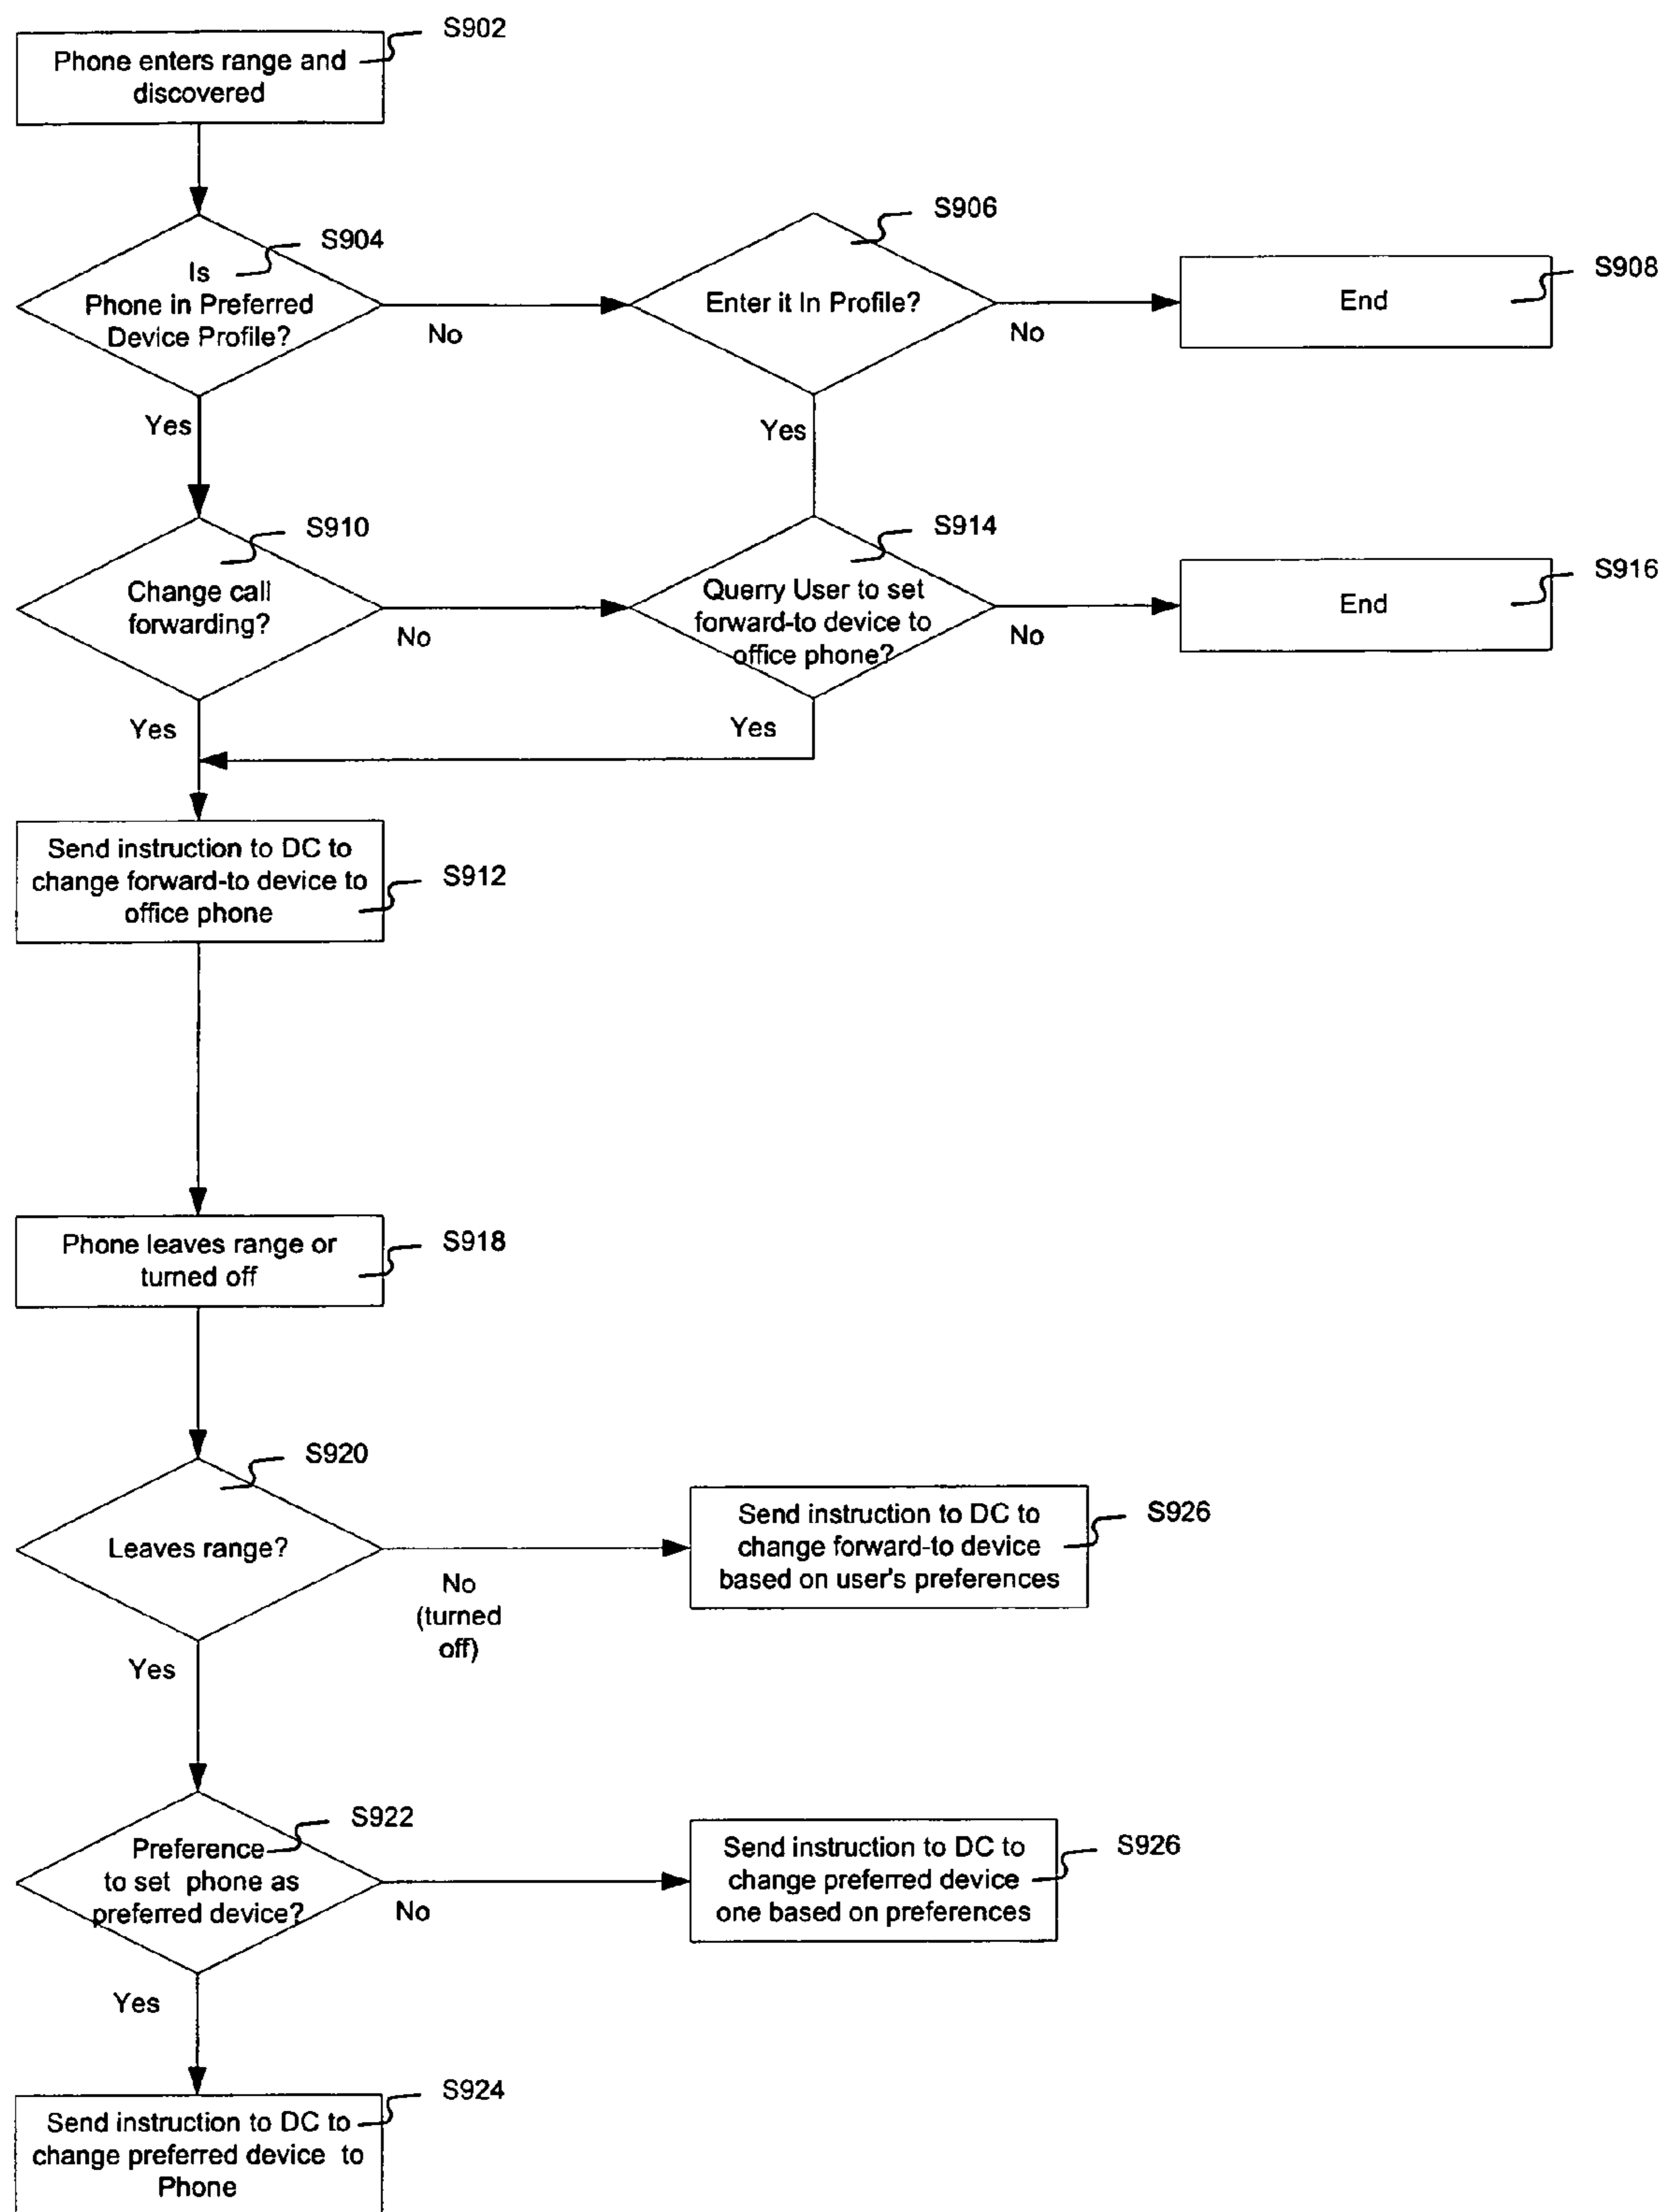 S902
Phone enters range and
discovered
S904
Is
Phone in Preferred
Device Profile?
No
Yes
S906
Enter it In Profile?
No
Yes
S908
End
S910
Change call
forwarding?
No
Yes
S914
Querry User to set
forward-to device to
office phone?
No
Yes
S916
End
Send instruction to DC to
change forward-to device to
office phone
S912
Phone leaves range or
turned off
S918
S920
Leaves range?
No
(turned
off)
Yes
Send instruction to DC to
change forward-to device
based on user's preferences
S926
S922
Preference
to set phone as
preferred device?
No
Yes
Send instruction to DC to
change preferred device
one based on preferences
S926
S924
Send instruction to DC to
change preferred device to
Phone